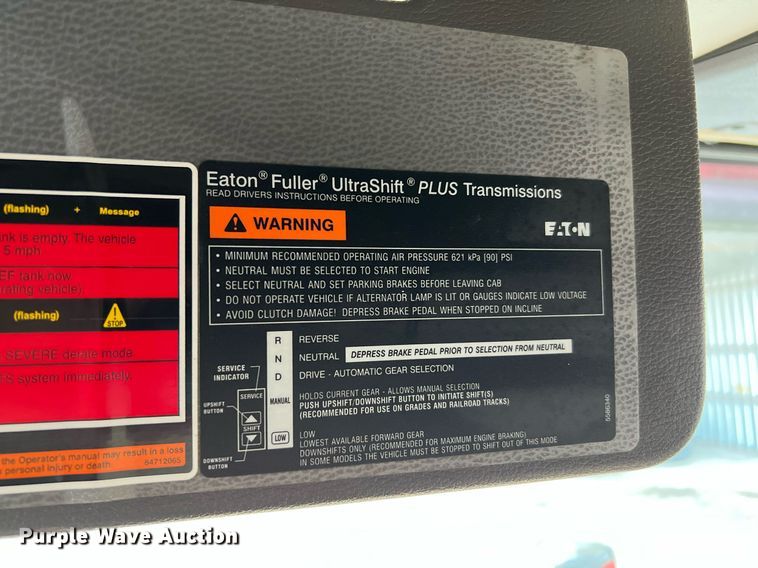 (flashing) + Message
is empty. The vehicle
5 mph.
tank now.
vehicle).
(flashing) STOP
SEVERE derate mode.
system immediately.
the Operator's manual may result in a loss
personal injury or death. 84712065
Eaton® Fuller® UltraShift® PLUS Transmissions
READ DRIVERS INSTRUCTIONS BEFORE OPERATING
WARNING
EATON
• MINIMUM RECOMMENDED OPERATING AIR PRESSURE 621 kPa [90] PSI
• NEUTRAL MUST BE SELECTED TO START ENGINE
• SELECT NEUTRAL AND SET PARKING BRAKES BEFORE LEAVING CAB
• DO NOT OPERATE VEHICLE IF ALTERNATOR LAMP IS LIT OR GAUGES INDICATE LOW VOLTAGE
• AVOID CLUTCH DAMAGE! DEPRESS BRAKE PEDAL WHEN STOPPED ON INCLINE
R REVERSE
N NEUTRAL DEPRESS BRAKE PEDAL PRIOR TO SELECTION FROM NEUTRAL
D DRIVE - AUTOMATIC GEAR SELECTION
MANUAL
HOLDS CURRENT GEAR - ALLOWS MANUAL SELECTION
PUSH UPSHIFT/DOWNSHIFT BUTTON TO INITIATE SHIFT(S)
(RECOMMENDED FOR USE ON GRADES AND RAILROAD TRACKS)
LOW
LOW
LOWEST AVAILABLE FORWARD GEAR
DOWNSHIFTS ONLY (RECOMMENDED FOR MAXIMUM ENGINE BRAKING)
IN SOME MODELS THE VEHICLE MUST BE STOPPED TO SHIFT OUT OF THIS MODE
SERVICE
INDICATOR
UPSHIFT
BUTTON
SERVICE
SHIFT
DOWNSHIFT
BUTTON
5586340
Purple Wave Auction